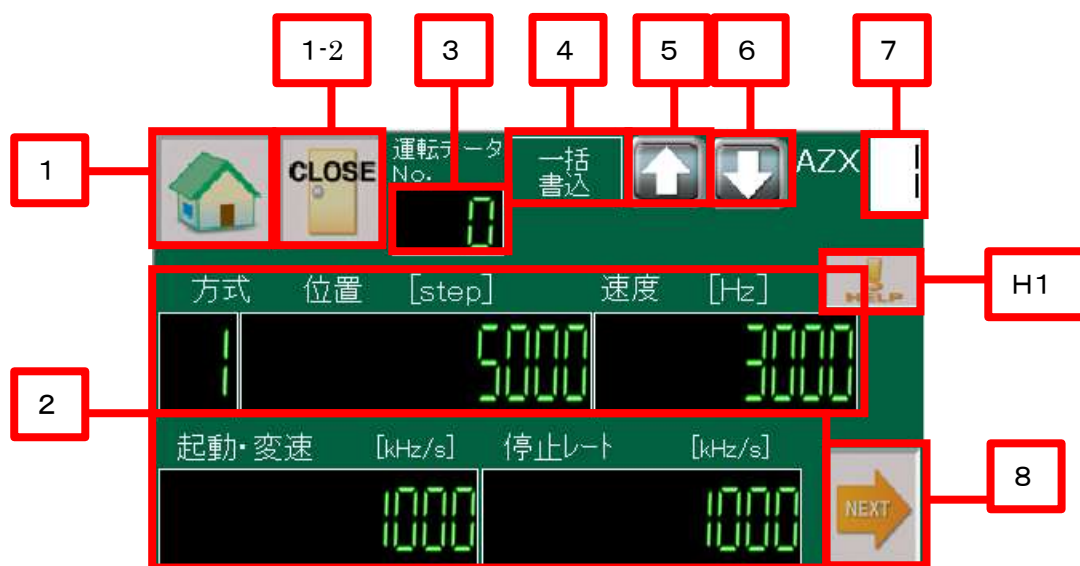 1-2 3 4 5 6 7
1
CLOSE
運転データ
No.
0
一括
書込
AZX
1
方式 位置 [step] 速度 [Hz]
HELP
H1
1 5000 3000
2
起動・変速 [kHz/s] 停止レート [kHz/s]
1000 1000
NEXT
8